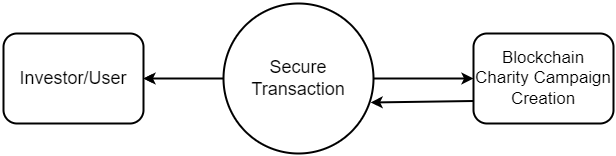 Investor/User
Secure
Transaction
Blockchain
Charity Campaign
Creation